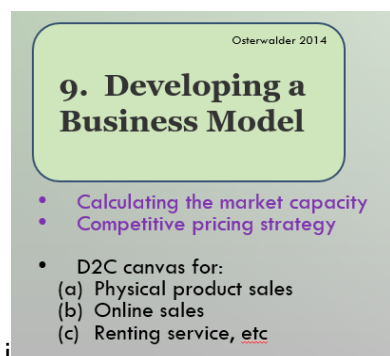 Osterwalder 2014
9. Developing a
Business Model
• Calculating the market capacity
• Competitive pricing strategy
• D2C canvas for:
(a) Physical product sales
(b) Online sales
(c) Renting service, etc
i